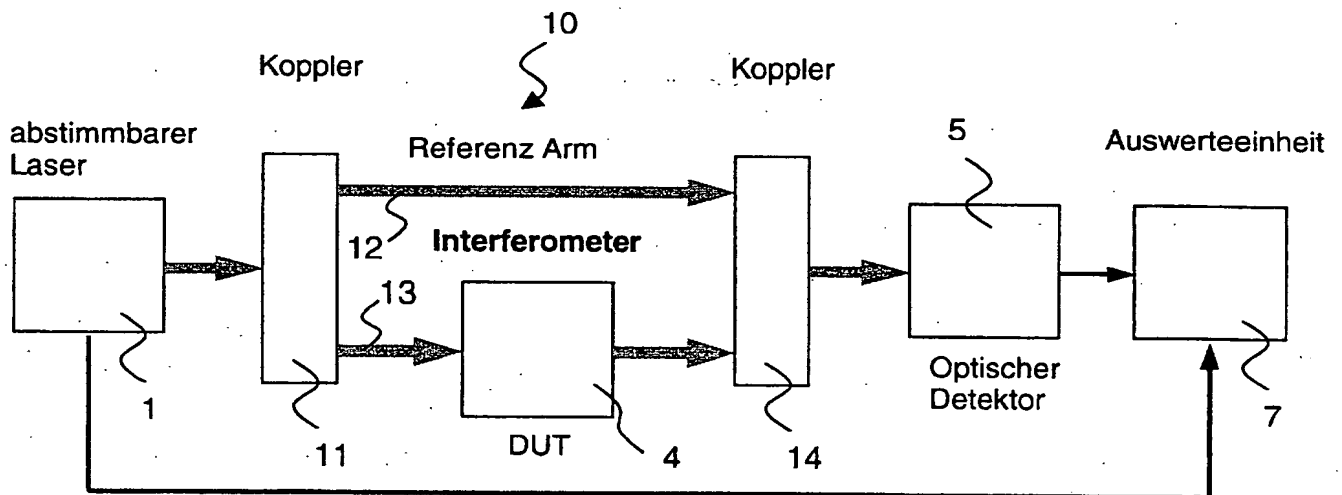 10
Koppler
Koppler
abstimmbarer
Laser
Referenz Arm
5
Auswerteeinheit
12
Interferometer
13
1
11
DUT
4
14
Optischer
Detektor
7